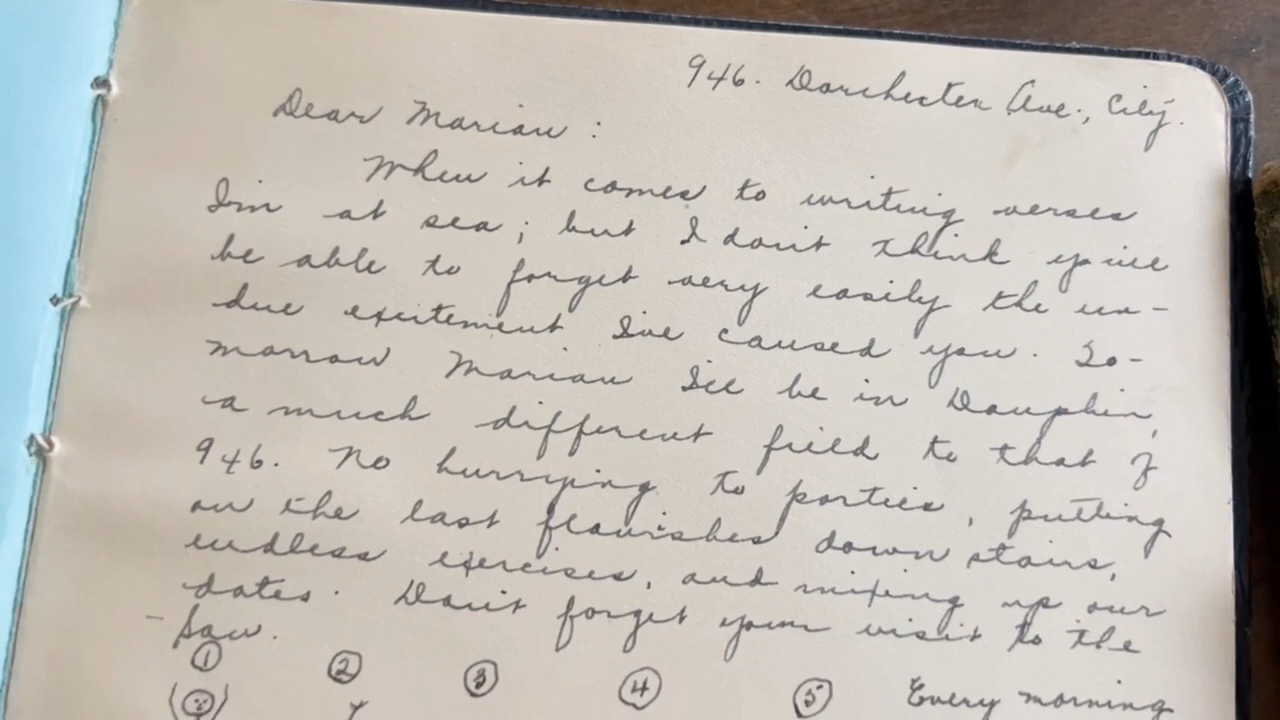 946. Dorchester Ave., City.
Dear Marian :
When it comes to writing verses
I'm at sea; but I don't think you'll
be able to forget very easily the un-
due excitement I've caused you. To-
morrow Marian I'll be in Dauphin,
a much different field to that of
946. No hurrying to parties, putting
on the last flourishes down stairs,
endless exercises, and mixing up our
dates. Don't forget your visit to the
① ② ③ ④ ⑤ Every morning